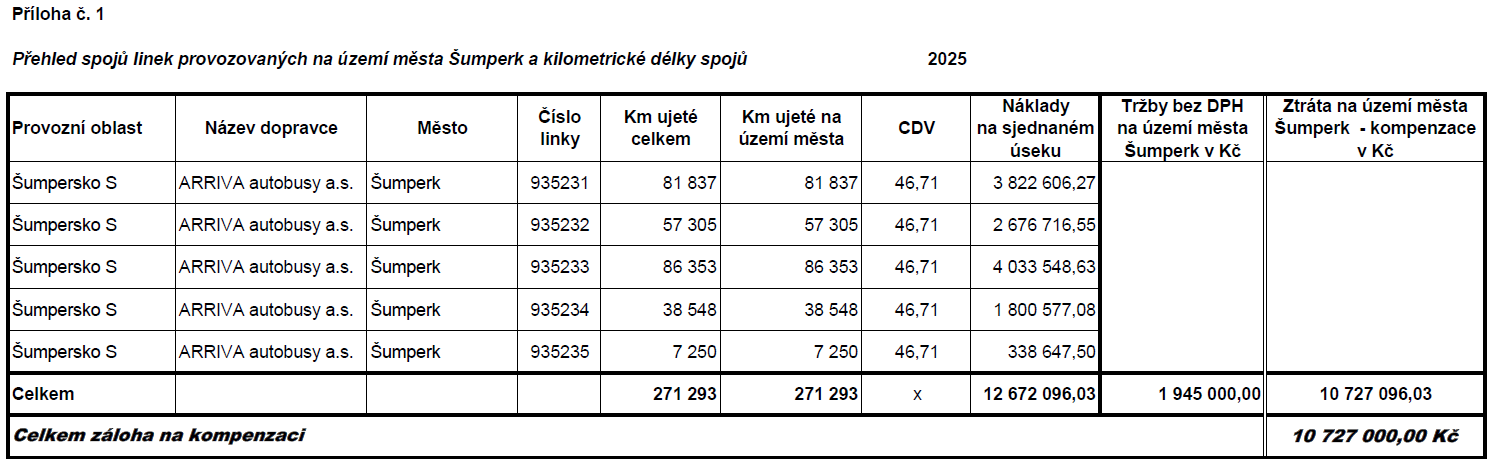 Příloha č. 1
Přehled spojů linek provozovaných na území města Šumperk a kilometrické délky spojů 2025
Provozní oblast Název dopravce Město Číslo linky Km ujeté celkem Km ujeté na území města CDV Náklady na sjednaném úseku Tržby bez DPH na území města Šumperk v Kč Ztráta na území města Šumperk - kompenzace v Kč
Šumpersko S ARRIVA autobusy a.s. Šumperk 935231 81 837 81 837 46,71 3 822 606,27
Šumpersko S ARRIVA autobusy a.s. Šumperk 935232 57 305 57 305 46,71 2 676 716,55
Šumpersko S ARRIVA autobusy a.s. Šumperk 935233 86 353 86 353 46,71 4 033 548,63
Šumpersko S ARRIVA autobusy a.s. Šumperk 935234 38 548 38 548 46,71 1 800 577,08
Šumpersko S ARRIVA autobusy a.s. Šumperk 935235 7 250 7 250 46,71 338 647,50
Celkem 271 293 271 293 x 12 672 096,03 1 945 000,00 10 727 096,03
Celkem záloha na kompenzaci 10 727 000,00 Kč